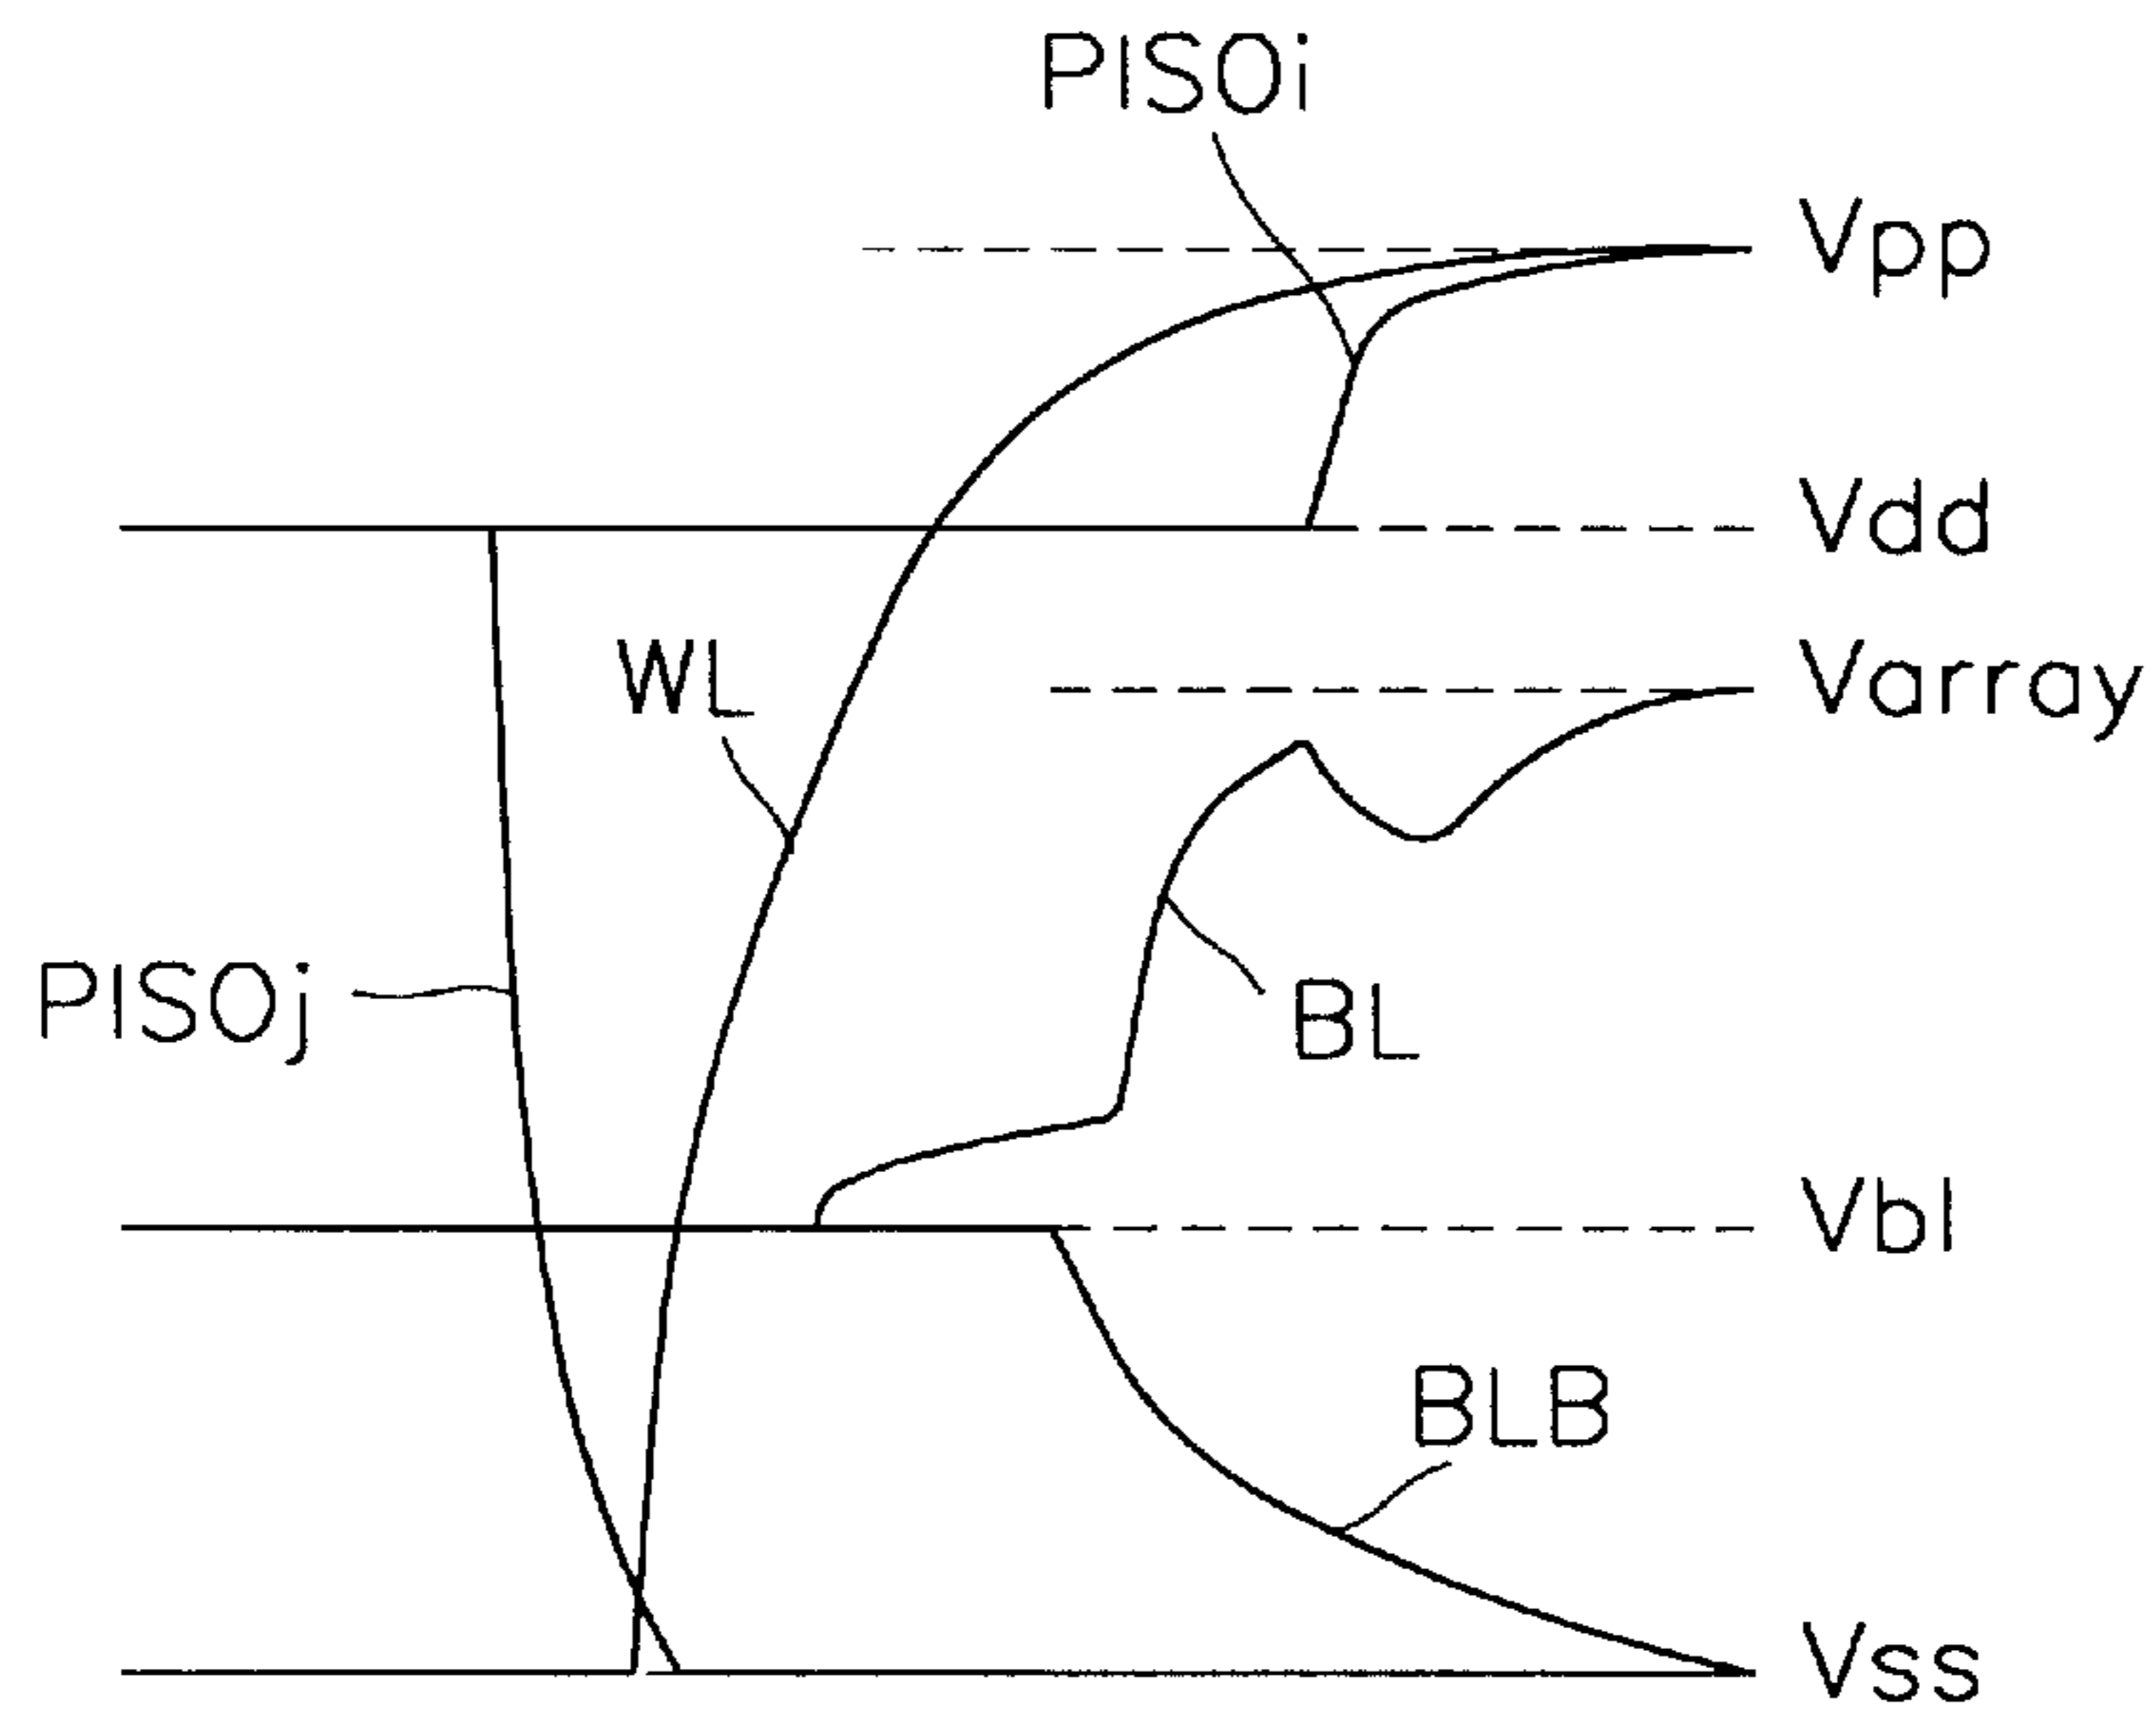 PISOi
Vpp
Vdd
WL
Varray
PISOj
BL
Vbl
BLB
Vss